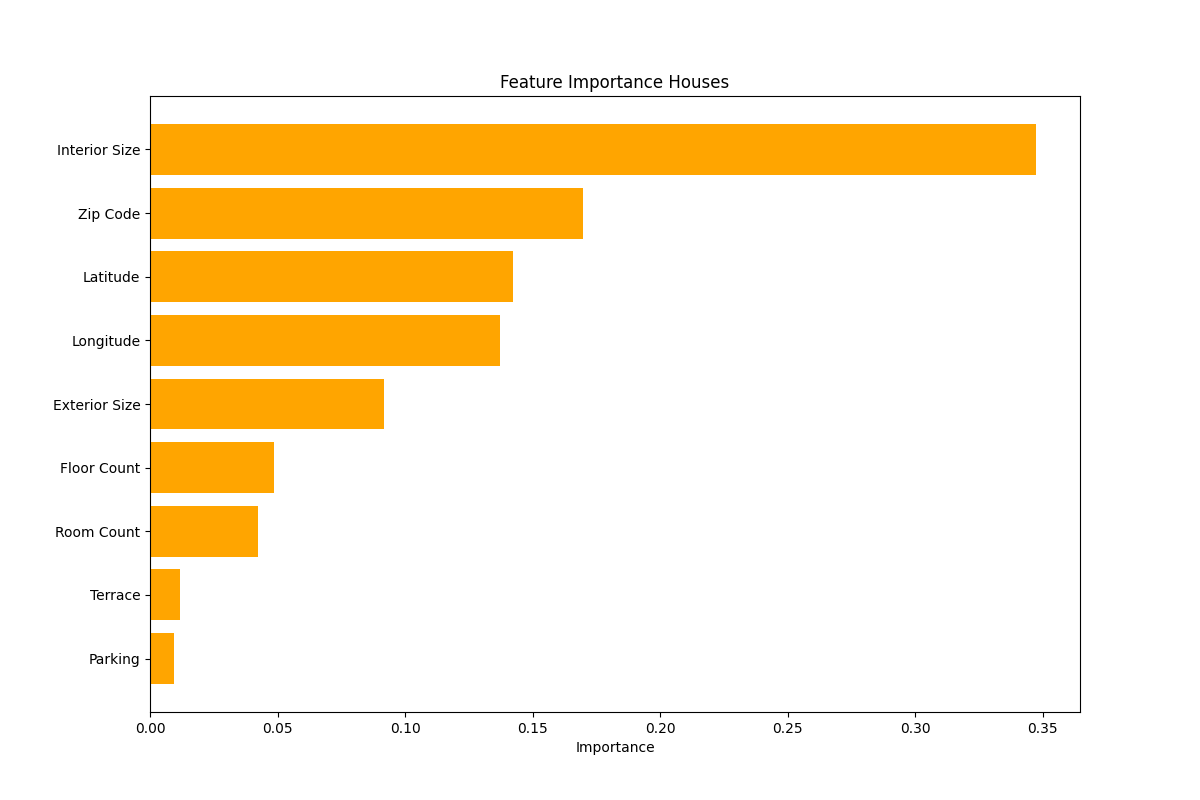 Feature Importance Houses
Interior Size
Zip Code
Latitude
Longitude
Exterior Size
Floor Count
Room Count
Terrace
Parking
0.00 0.05 0.10 0.15 0.20 0.25 0.30 0.35
Importance